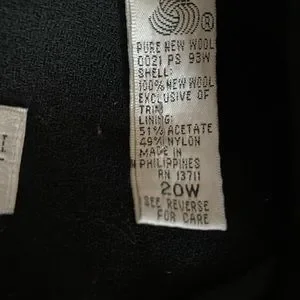 ®
PURE NEW WOOL
0021 PS 93W
SHELL:
100% NEW WOOL
EXCLUSIVE OF
TRIM
LINING:
51% ACETATE
49% NYLON
MADE IN
PHILIPPINES
RN 13711
20W
SEE REVERSE
FOR CARE